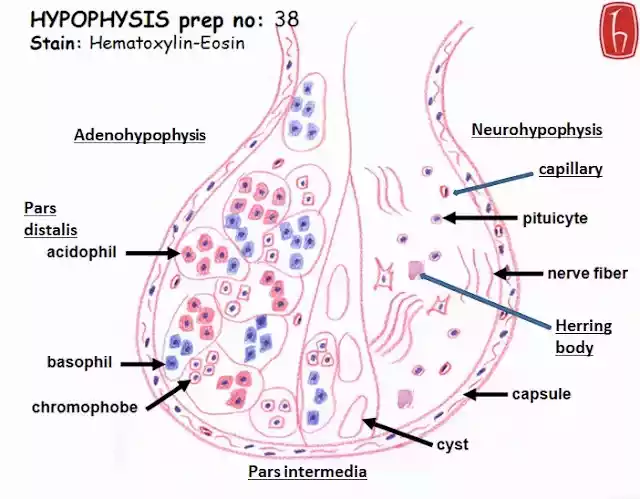 HYPOPHYSIS prep no: 38
Stain: Hematoxylin-Eosin
Adenohypophysis
Neurohypophysis
capillary
Pars
distalis
pituicyte
acidophil
nerve fiber
Herring
body
basophil
capsule
chromophobe
cyst
Pars intermedia